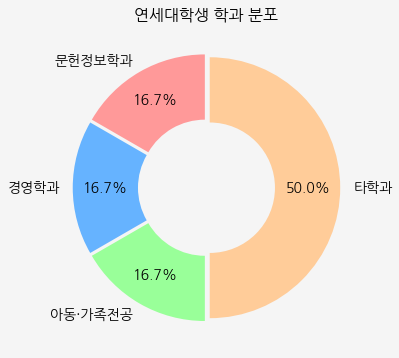 연세대학생 학과 분포
문헌정보학과
16.7%
경영학과
16.7%
50.0%
타학과
16.7%
아동·가족전공